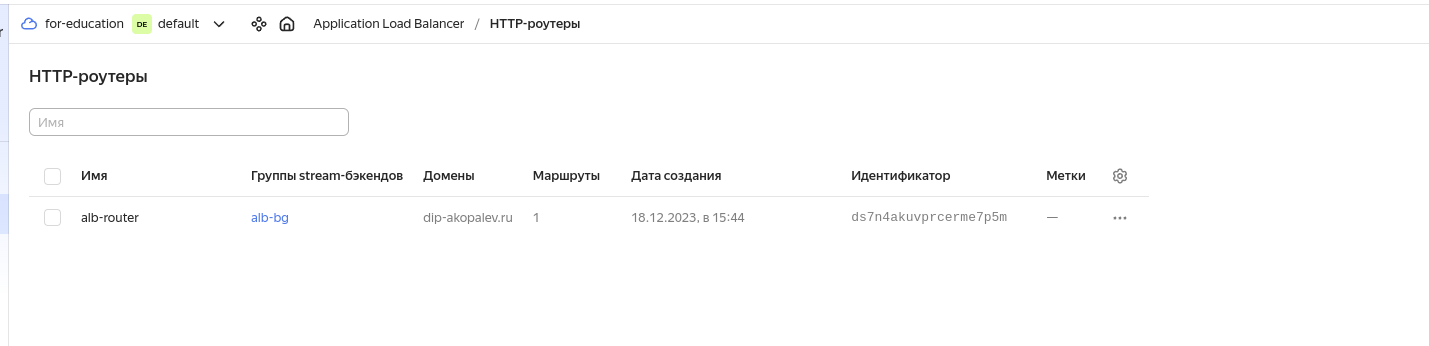 for-education DE default Application Load Balancer / HTTP-роутеры
HTTP-роутеры
Имя
Имя Группы stream-бэкендов Домены Маршруты Дата создания Идентификатор Метки
alb-router alb-bg dip-akopalev.ru 1 18.12.2023, в 15:44 ds7n4akuvprcerme7p5m —